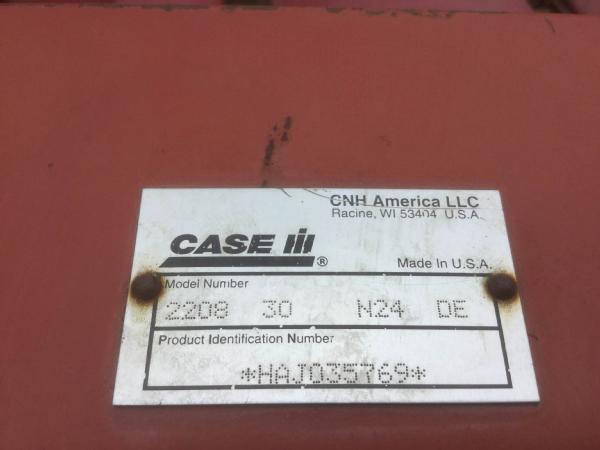 CNH America LLC
Racine, WI 53404 U.S.A.
CASE IH ®
Made In U.S.A.
Model Number
2208 30 N24 DE
Product Identification Number
*HAJ035769*